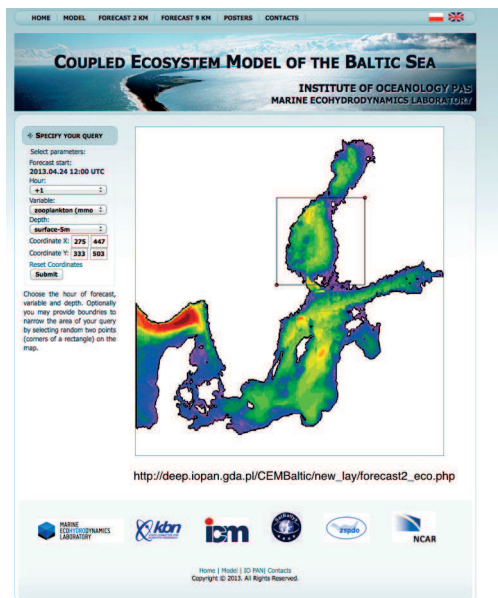 HOME MODEL FORECAST 2 KM FORECAST 9 KM POSTERS CONTACTS
COUPLED ECOSYSTEM MODEL OF THE BALTIC SEA
INSTITUTE OF OCEANOLOGY PAS
MARINE ECOHYDRODYNAMICS LABORATORY
SPECIFY YOUR QUERY
Select parameters:
Forecast start:
2013.04.24 12:00 UTC
Hour:
+1
Variable:
zooplankton (mmo
Depth:
surface-5m
Coordinate X: 275 447
Coordinate Y: 333 503
Reset Coordinates
Submit
Choose the hour of forecast,
variable and depth. Optionally
you may provide boundries to
narrow the area of your query
by selecting random two points
(corners of a rectangle) on the
map.
http://deep.iopan.gda.pl/CEMBaltic/new_lay/forecast2_eco.php
MARINE
ECOHYDRODYNAMICS
LABORATORY
kbn
icm
NCAR
Home | Model | IO PAN| Contacts
Copyright © 2013. All Rights Reserved.